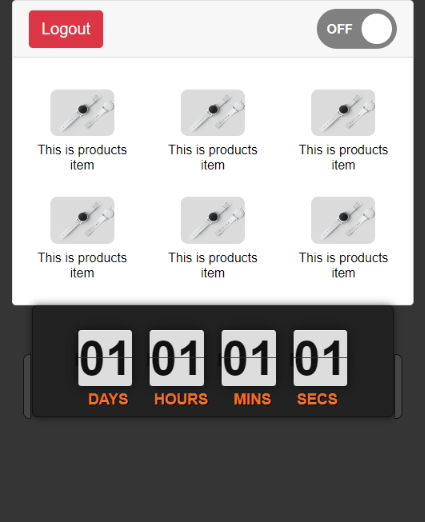 Logout
OFF
This is products
item
This is products
item
This is products
item
This is products
item
This is products
item
This is products
item
01 01 01 01
DAYS HOURS MINS SECS